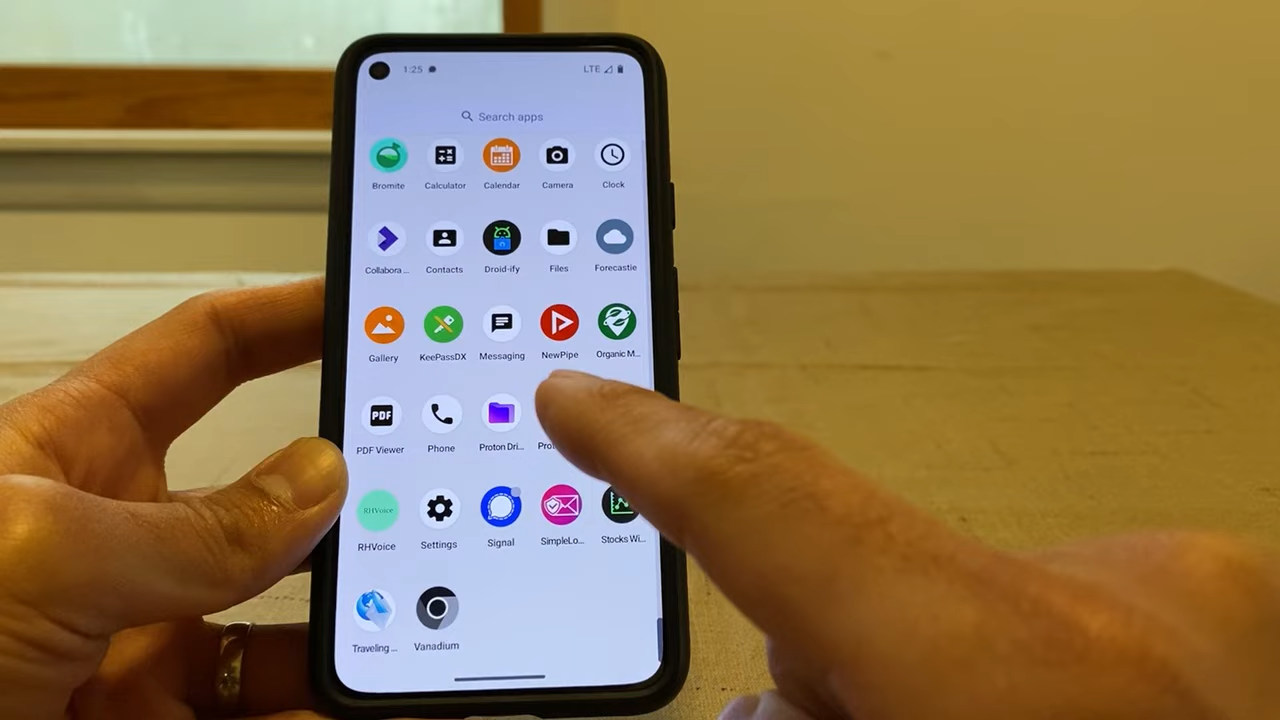 1:25 LTE
Search apps
Bromite Calculator Calendar Camera Clock
Collabora ... Contacts Droid-ify Files Forecastie
Gallery KeePassDX Messaging NewPipe Organic M...
PDF
PDF Viewer Phone Proton Dri...
RHVoice
RHVoice Settings Signal SimpleLo... Stocks Wi...
Traveling ... Vanadium